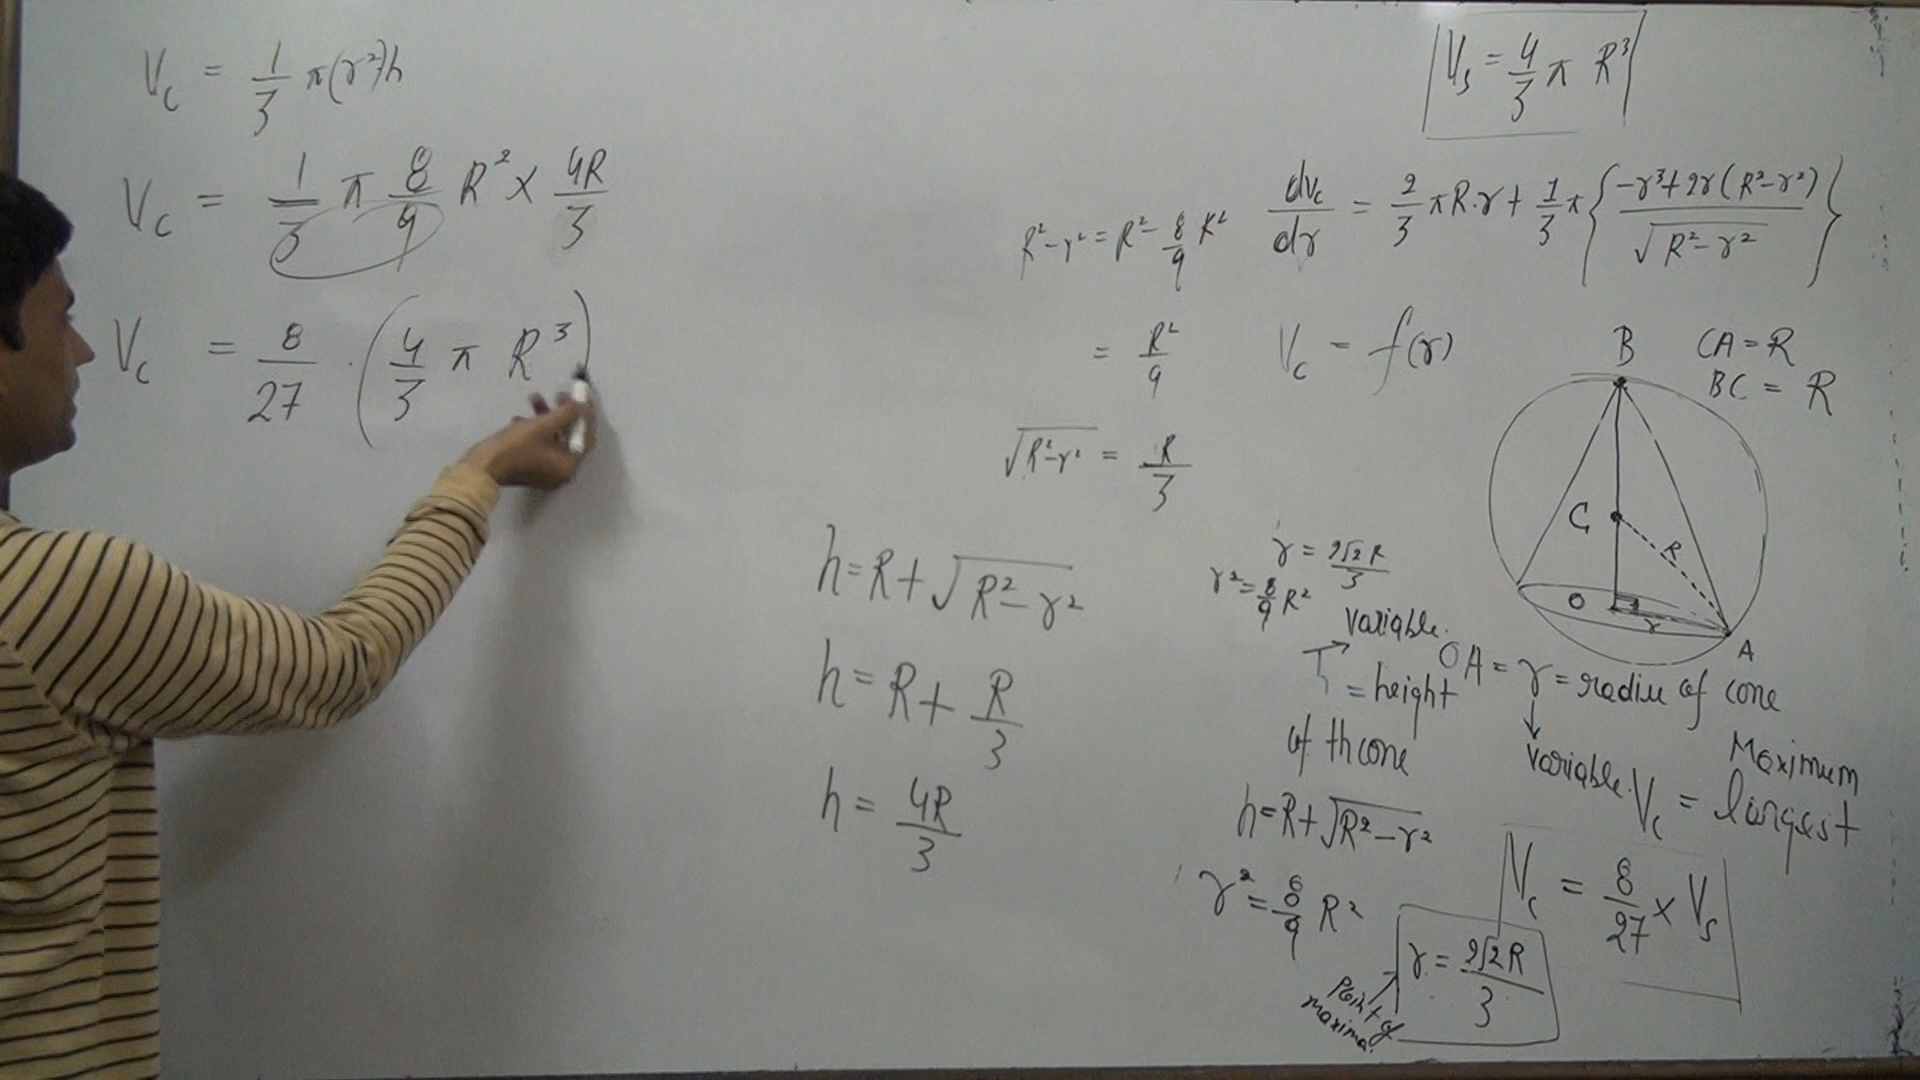 V_c = 1/3 π(r²)h
V_c = 1/3 π 8/9 R² × 4R/3
V_c = 8/27 · (4/3 π R³)
V_s = 4/3 π R³
dv_c/dr = 2/3 πR.r + 1/3 π { (-r³+2r(R²-r²)) / √(R²-r²) }
R²-r² = R² - 8/9 R²
= R²/9
√(R²-r²) = R/3
V_c = f(r)
CA = R
BC = R
B
C
R
O
r
A
h = R + √(R²-r²)
h = R + R/3
h = 4R/3
r = 2√2 R/3
r² = 8/9 R²
variable.
h = height
of th cone
OA = r = radiu of cone
variable.
h = R + √(R²-r²)
Maximum
V_c = largest
r² = 8/9 R²
r = 2√2 R/3
Point of
maxima.
V_c = 8/27 × V_s